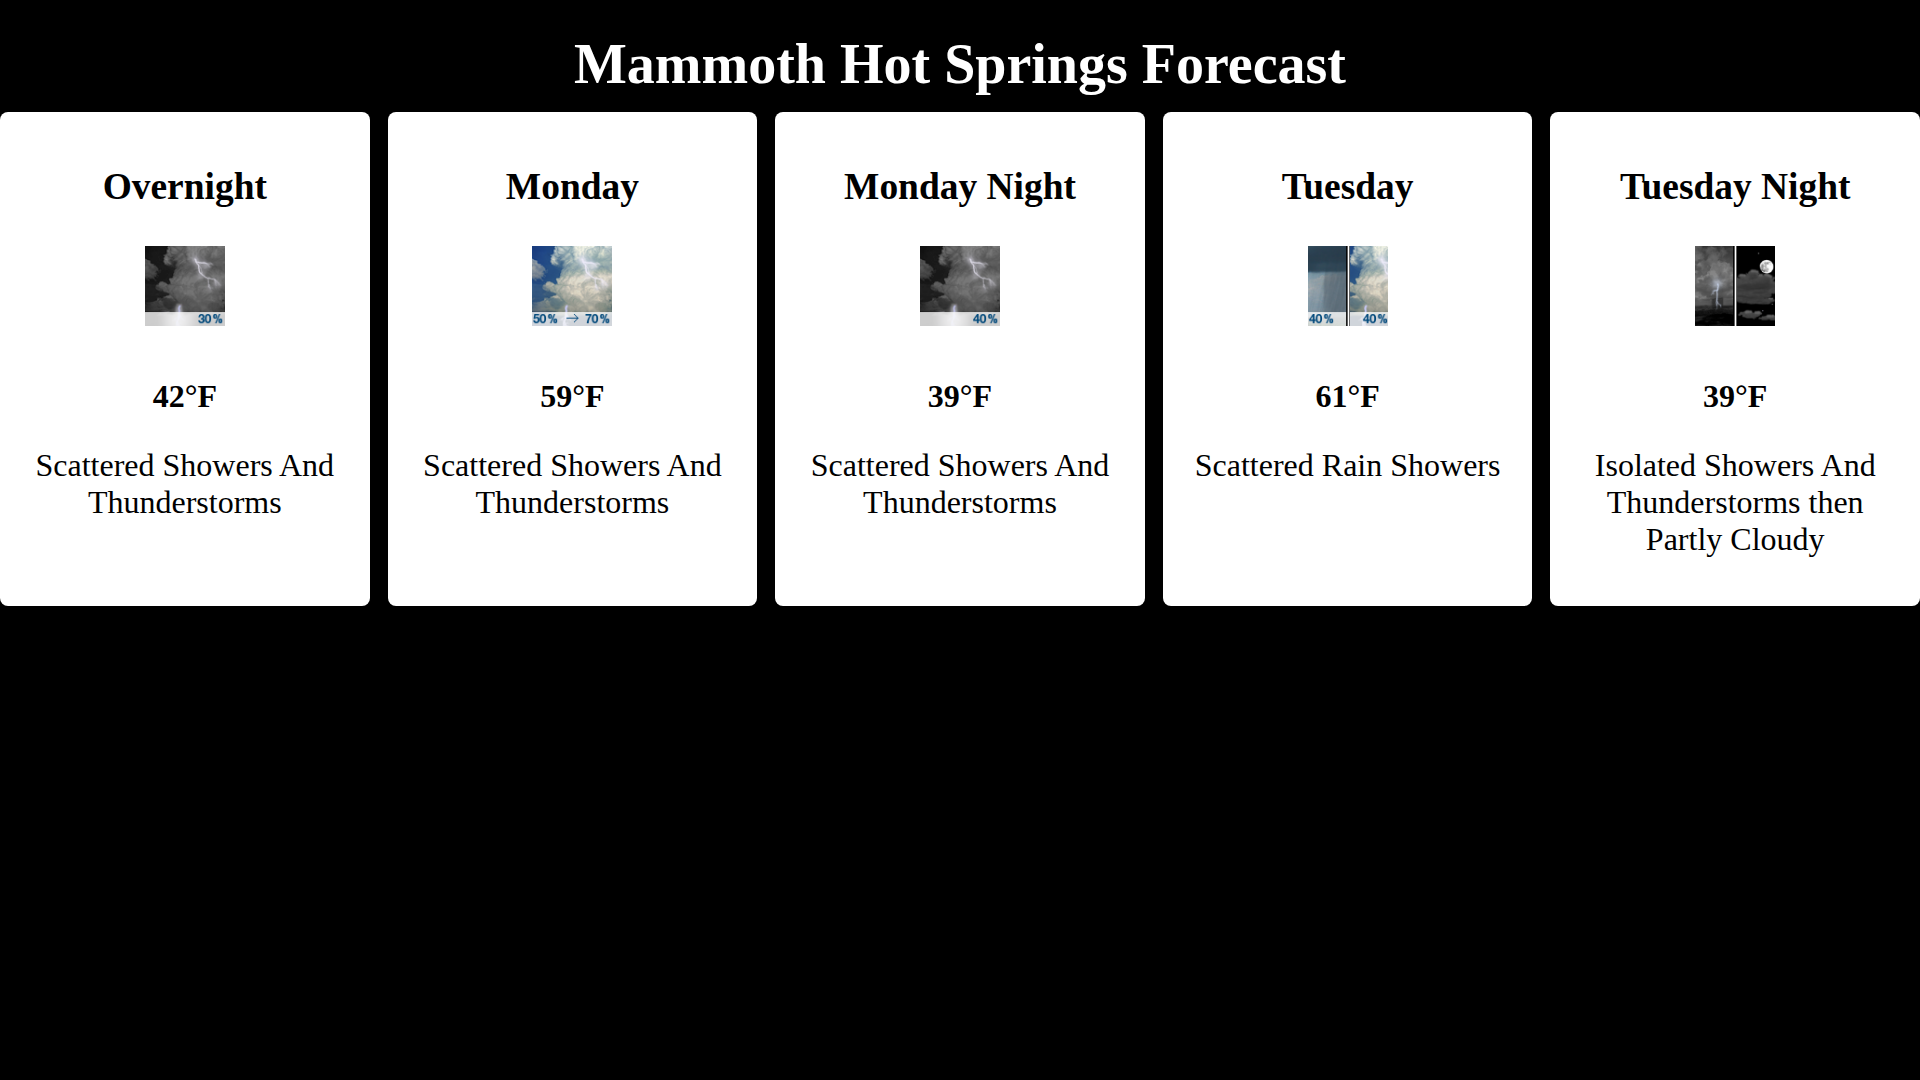 Mammoth Hot Springs Forecast
Overnight
30%
42°F
Scattered Showers And
Thunderstorms
Monday
50% → 70%
59°F
Scattered Showers And
Thunderstorms
Monday Night
40%
39°F
Scattered Showers And
Thunderstorms
Tuesday
40% 40%
61°F
Scattered Rain Showers
Tuesday Night
39°F
Isolated Showers And
Thunderstorms then
Partly Cloudy